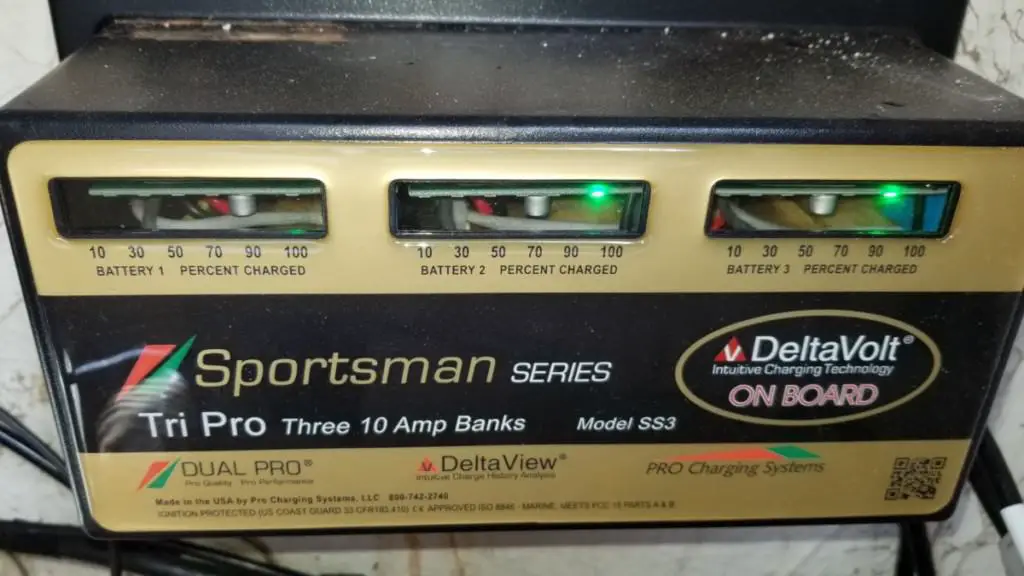 10 30 50 70 90 100
BATTERY 1 PERCENT CHARGED
10 30 50 70 90 100
BATTERY 2 PERCENT CHARGED
10 30 50 70 90 100
BATTERY 3 PERCENT CHARGED
Sportsman SERIES
Tri Pro Three 10 Amp Banks Model SS3
DeltaVolt®
Intuitive Charging Technology
ON BOARD
DUAL PRO®
Pro Quality Pro Performance
DeltaView®
Intuitive Charge History Analysis
PRO Charging Systems
Made in the USA by Pro Charging Systems, LLC 800-742-2740
IGNITION PROTECTED (US COAST GUARD 33 CFR183.410) CE APPROVED ISO 8846 - MARINE, MEETS FCC 15 PARTS A & B